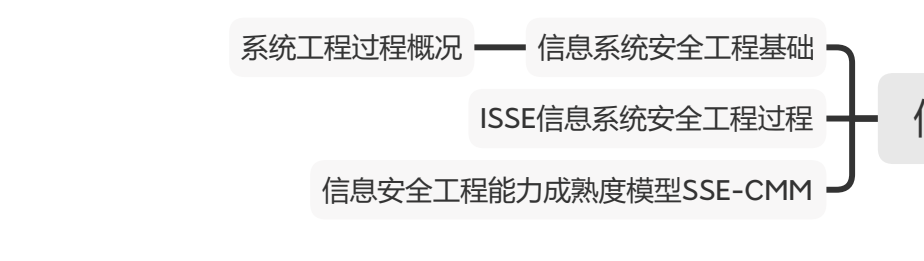 系统工程过程概况
信息系统安全工程基础
ISSE信息系统安全工程过程
信息安全工程能力成熟度模型SSE-CMM